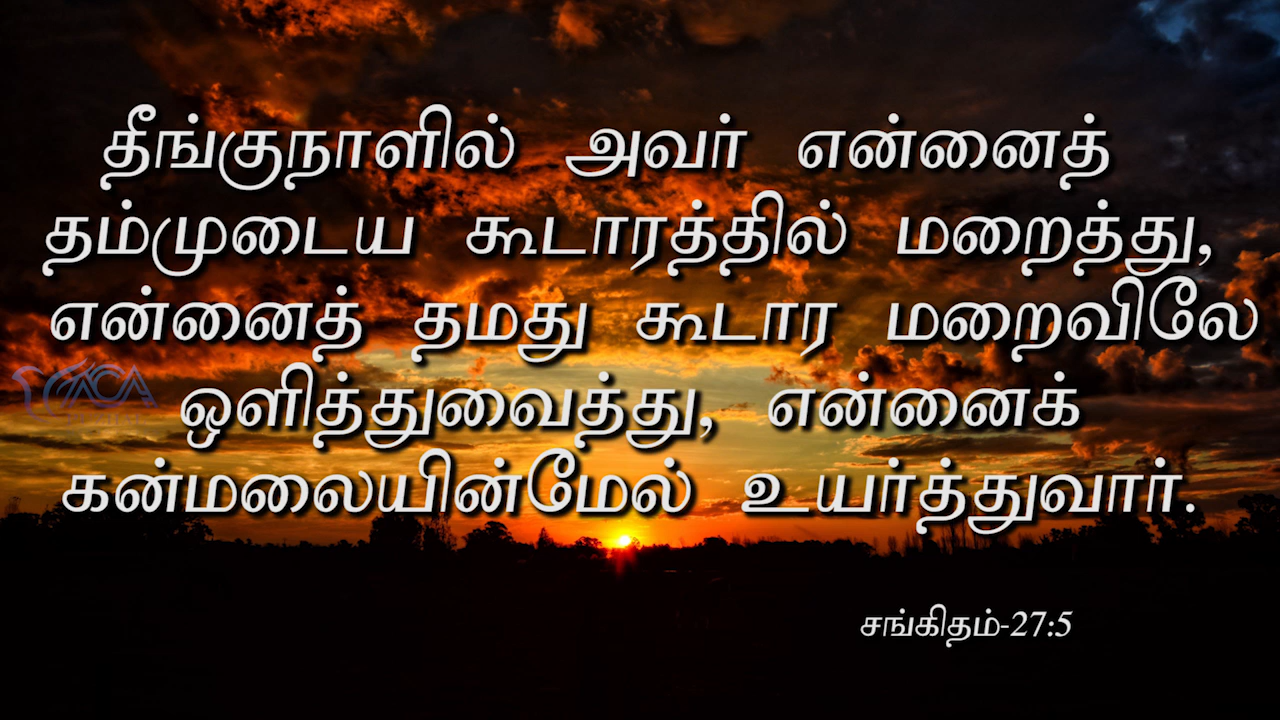 தீங்குநாளில் அவர் என்னைத்
தம்முடைய கூடாரத்தில் மறைத்து,
என்னைத் தமது கூடார மறைவிலே
ஒளித்துவைத்து, என்னைக்
கன்மலையின்மேல் உயர்த்துவார்.
சங்கிதம்-27:5